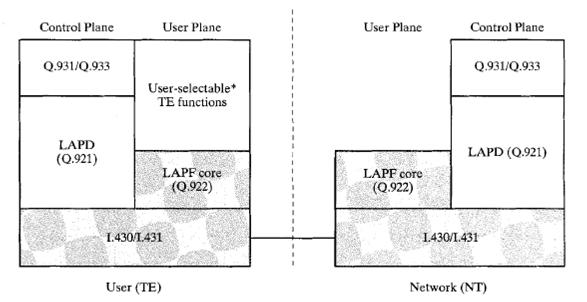 Control Plane
User Plane
User Plane
Control Plane
Q.931/Q.933
User-selectable*
TE functions
Q.931/Q.933
LAPD
(Q.921)
LAPF core
(Q.922)
LAPF core
(Q.922)
LAPD (Q.921)
I.430/I.431
I.430/I.431
User (TE)
Network (NT)